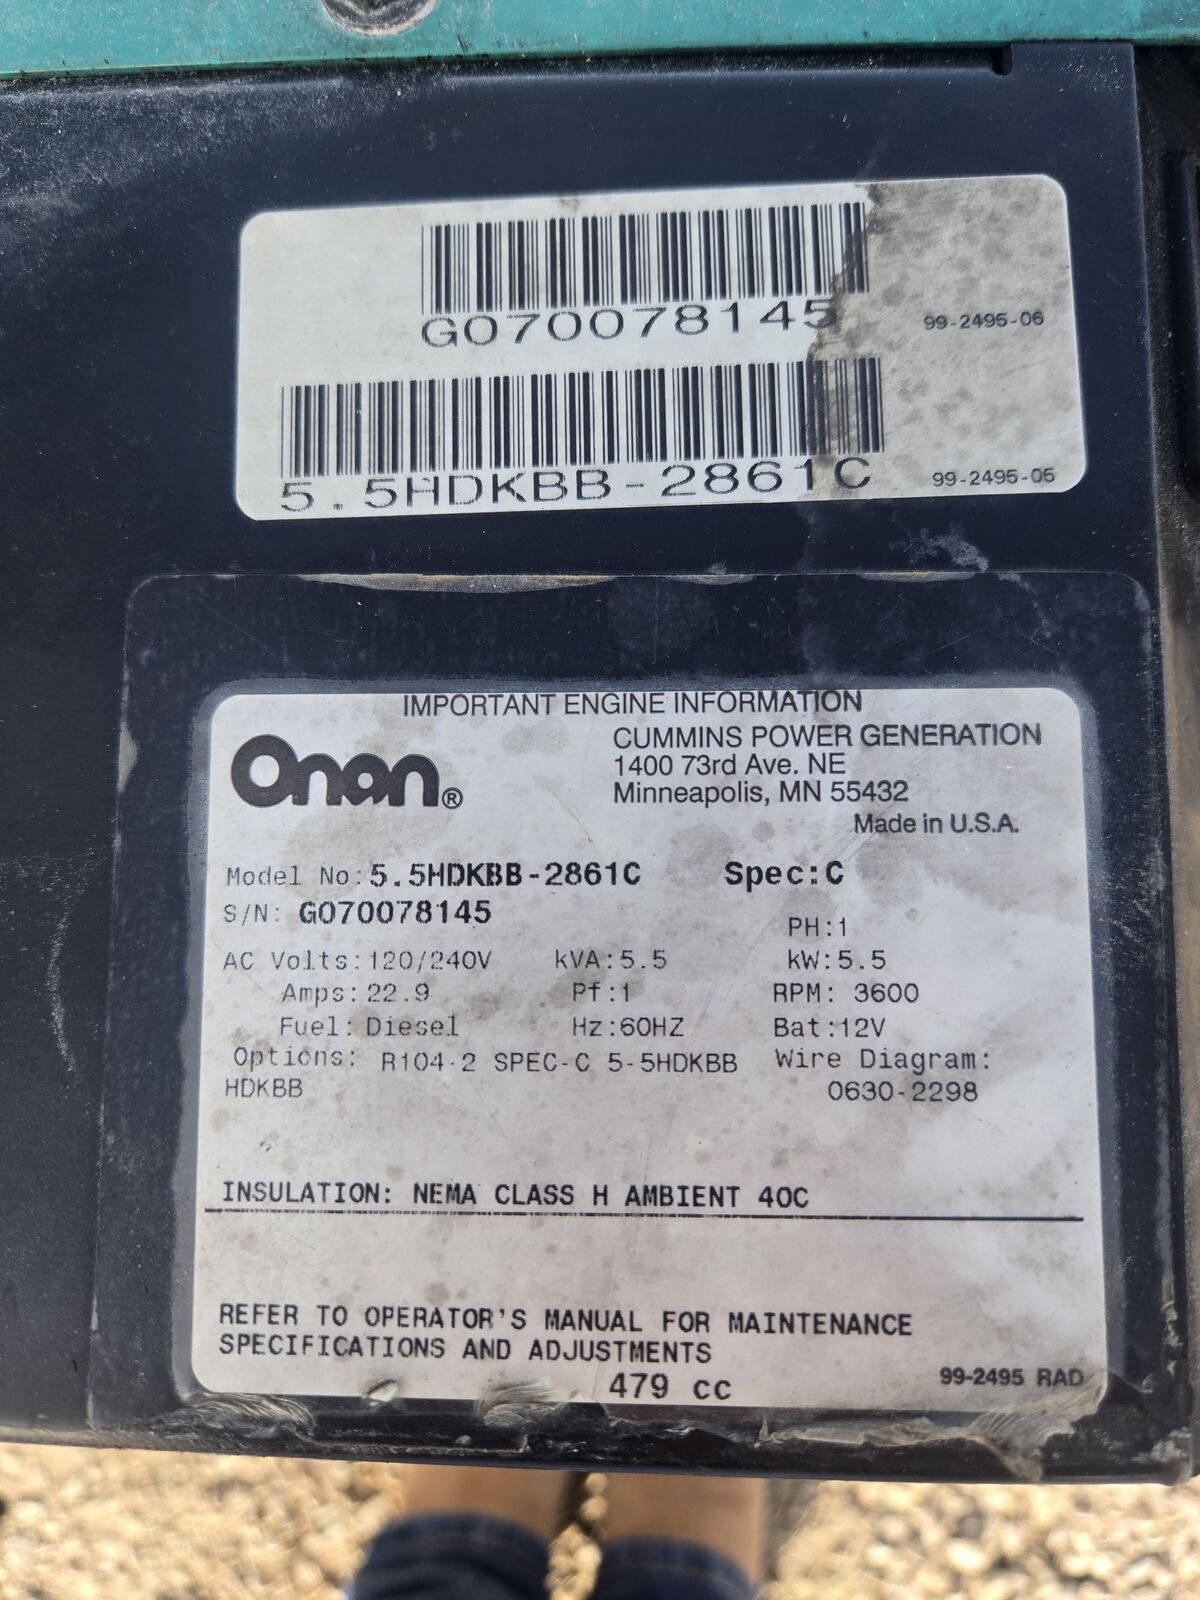 G070078145
99-2495-06
5.5HDKBB-2861C
99-2495-05
IMPORTANT ENGINE INFORMATION
Onan®
CUMMINS POWER GENERATION
1400 73rd Ave. NE
Minneapolis, MN 55432
Made in U.S.A.
Model No:5.5HDKBB-2861C Spec:C
S/N: G070078145
PH:1
AC Volts:120/240V kVA:5.5 kW:5.5
Amps:22.9 Pf:1 RPM: 3600
Fuel: Diesel Hz:60HZ Bat:12V
Options: R104-2 SPEC-C 5-5HDKBB Wire Diagram:
HDKBB 0630-2298
INSULATION: NEMA CLASS H AMBIENT 40C
REFER TO OPERATOR'S MANUAL FOR MAINTENANCE
SPECIFICATIONS AND ADJUSTMENTS
479 cc
99-2495 RAD